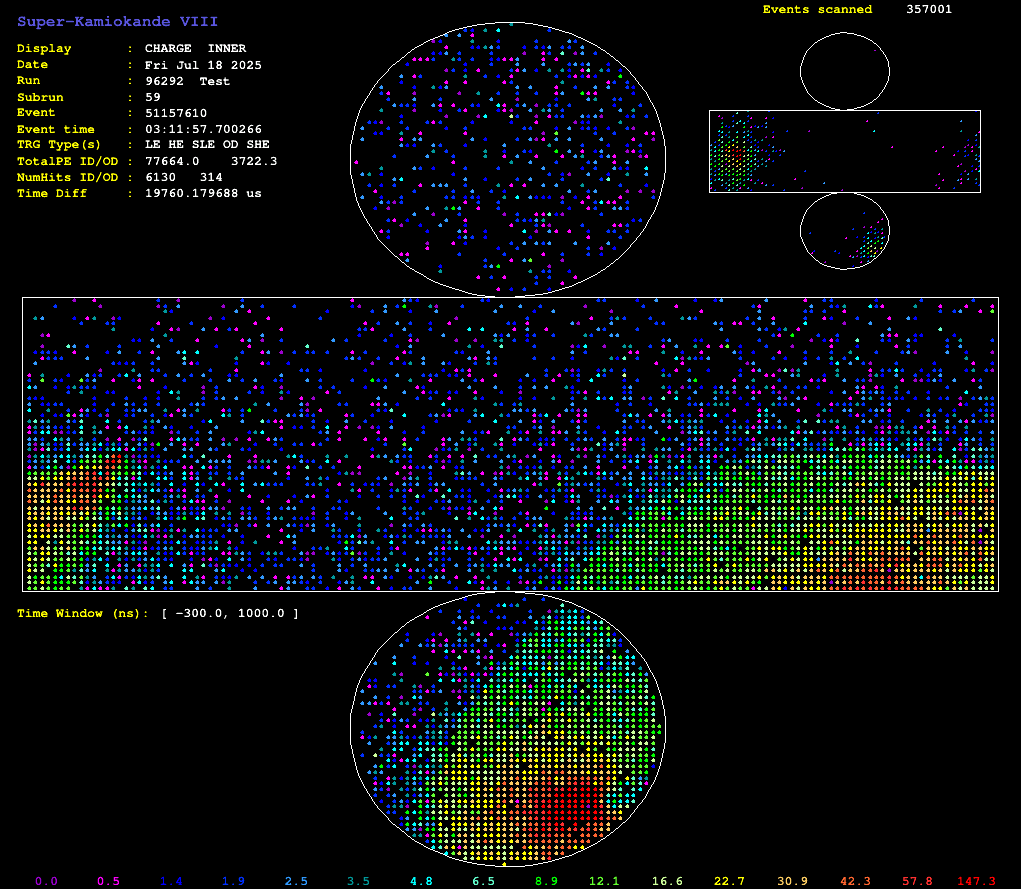 Events scanned 357001
Super-Kamiokande VIII
Display : CHARGE INNER
Date : Fri Jul 18 2025
Run : 96292 Test
Subrun : 59
Event : 51157610
Event time : 03:11:57.700266
TRG Type(s) : LE HE SLE OD SHE
TotalPE ID/OD : 77664.0 3722.3
NumHits ID/OD : 6130 314
Time Diff : 19760.179688 us
Time Window (ns): [ -300.0, 1000.0 ]
0.0 0.5 1.4 1.9 2.5 3.5 4.8 6.5 8.9 12.1 16.6 22.7 30.9 42.3 57.8 147.3